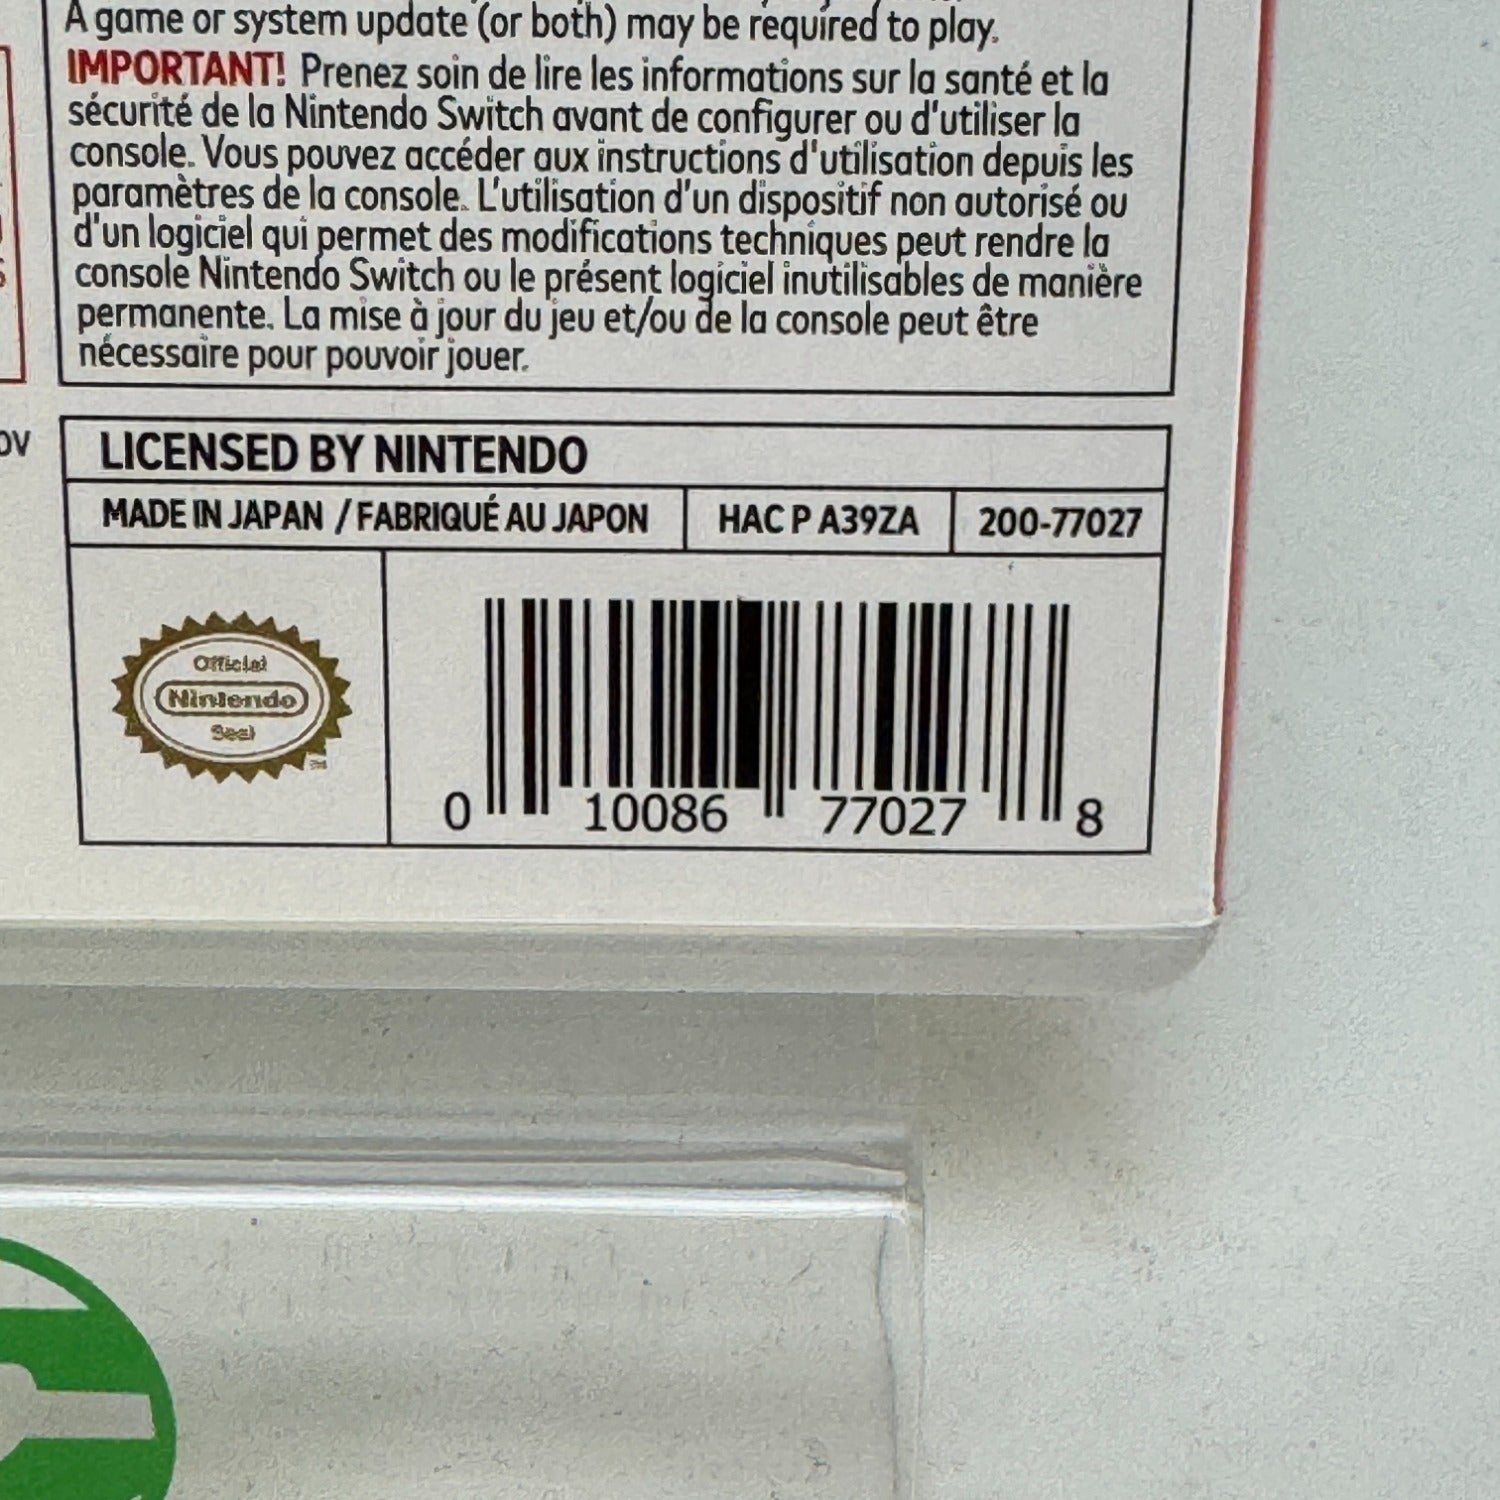 A game or system update (or both) may be required to play.
IMPORTANT! Prenez soin de lire les informations sur la santé et la
sécurité de la Nintendo Switch avant de configurer ou d'utiliser la
console. Vous pouvez accéder aux instructions d'utilisation depuis les
paramètres de la console. L'utilisation d'un dispositif non autorisé ou
d'un logiciel qui permet des modifications techniques peut rendre la
console Nintendo Switch ou le présent logiciel inutilisables de manière
permanente. La mise à jour du jeu et/ou de la console peut être
nécessaire pour pouvoir jouer.
LICENSED BY NINTENDO
MADE IN JAPAN / FABRIQUÉ AU JAPON HAC P A39ZA 200-77027
Official
Nintendo
Seal
0 10086 77027 8